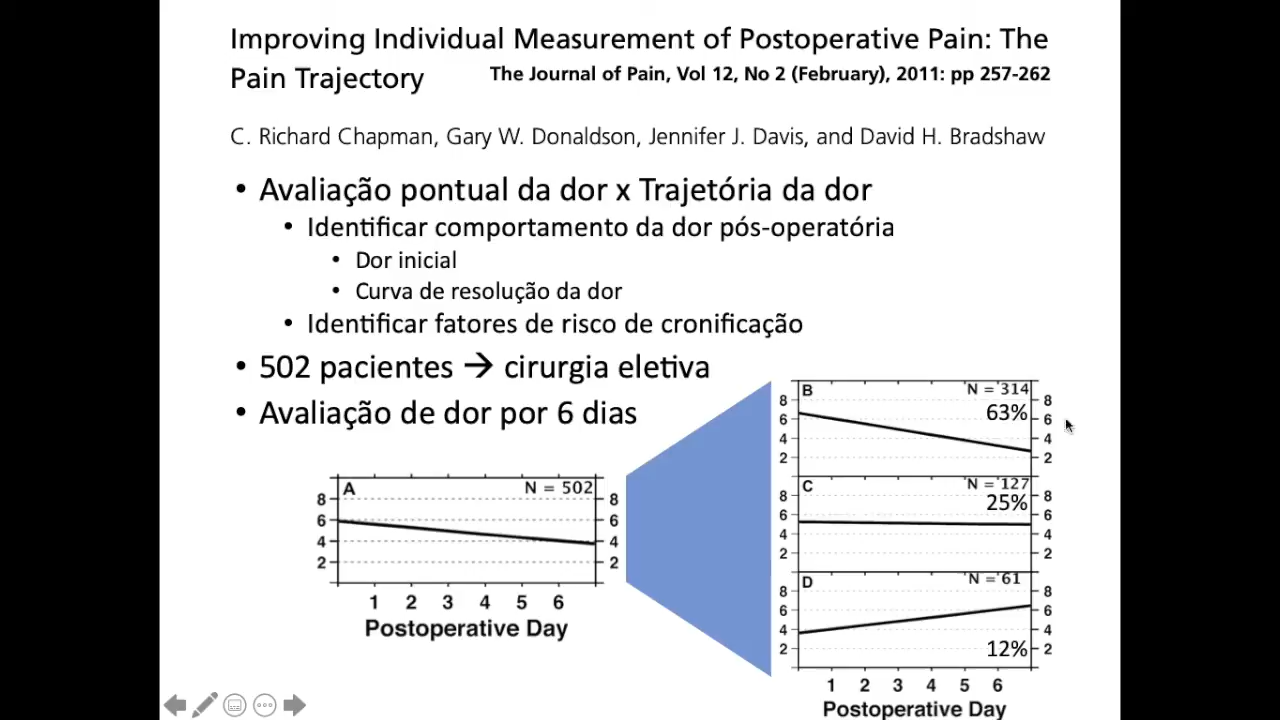 Improving Individual Measurement of Postoperative Pain: The
Pain Trajectory
The Journal of Pain, Vol 12, No 2 (February), 2011: pp 257-262
C. Richard Chapman, Gary W. Donaldson, Jennifer J. Davis, and David H. Bradshaw
• Avaliação pontual da dor x Trajetória da dor
• Identificar comportamento da dor pós-operatória
• Dor inicial
• Curva de resolução da dor
• Identificar fatores de risco de cronificação
• 502 pacientes → cirurgia eletiva
• Avaliação de dor por 6 dias
A N = 502
8 8
6 6
4 4
2 2
1 2 3 4 5 6
Postoperative Day
B N = 314
63%
8 8
6 6
4 4
2 2
C N = 127
25%
8 8
6 6
4 4
2 2
D N = 61
8 8
6 6
4 4
2 12% 2
1 2 3 4 5 6
Postoperative Day